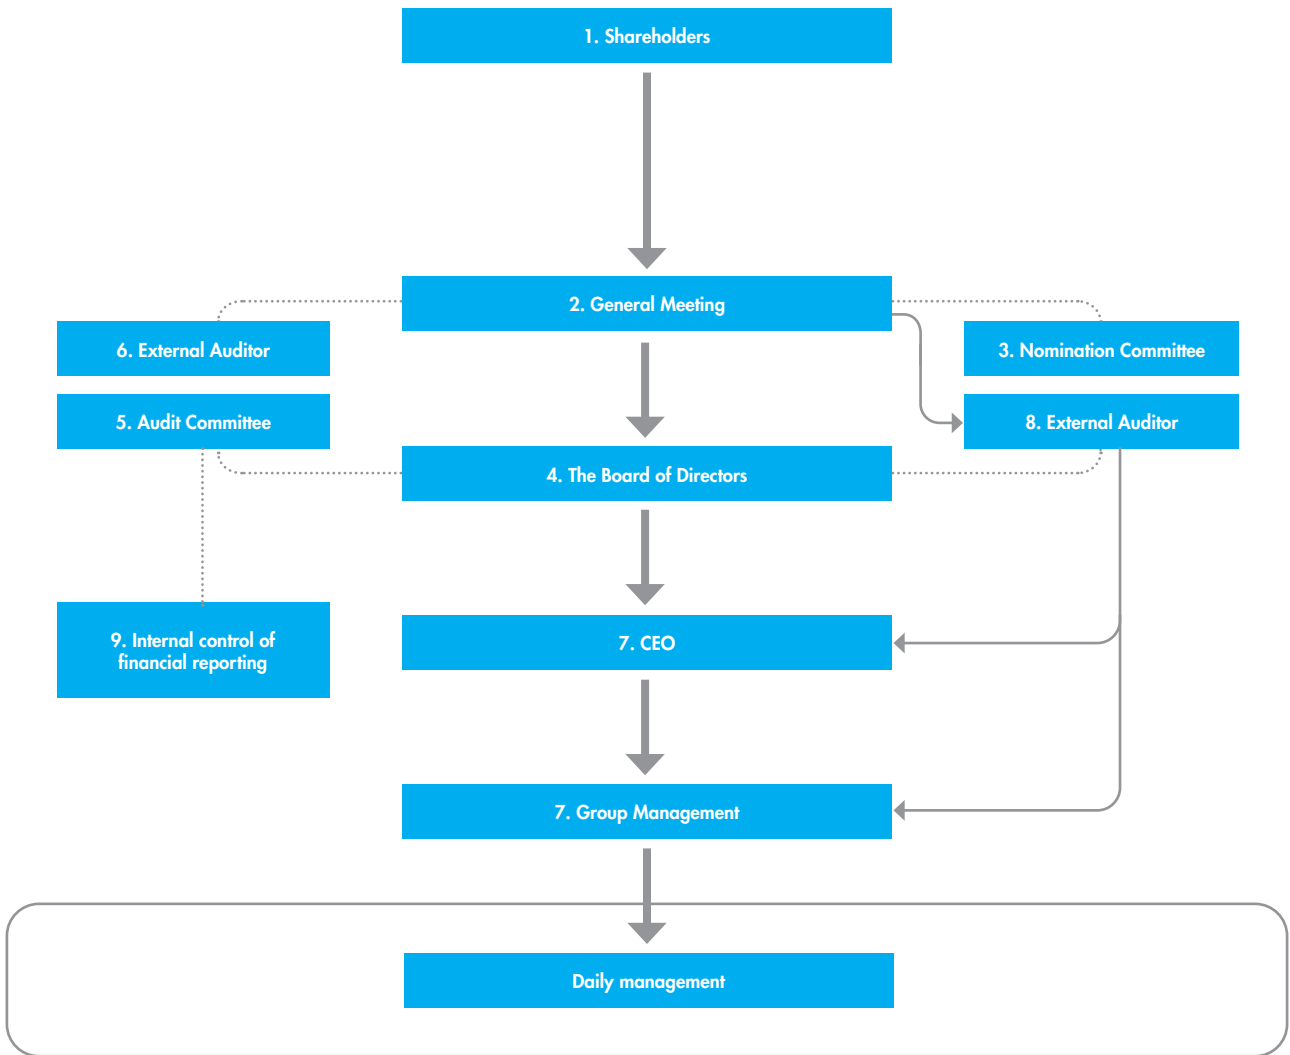 1. Shareholders
2. General Meeting
6. External Auditor
3. Nomination Committee
5. Audit Committee
8. External Auditor
4. The Board of Directors
9. Internal control of
financial reporting
7. CEO
7. Group Management
Daily management